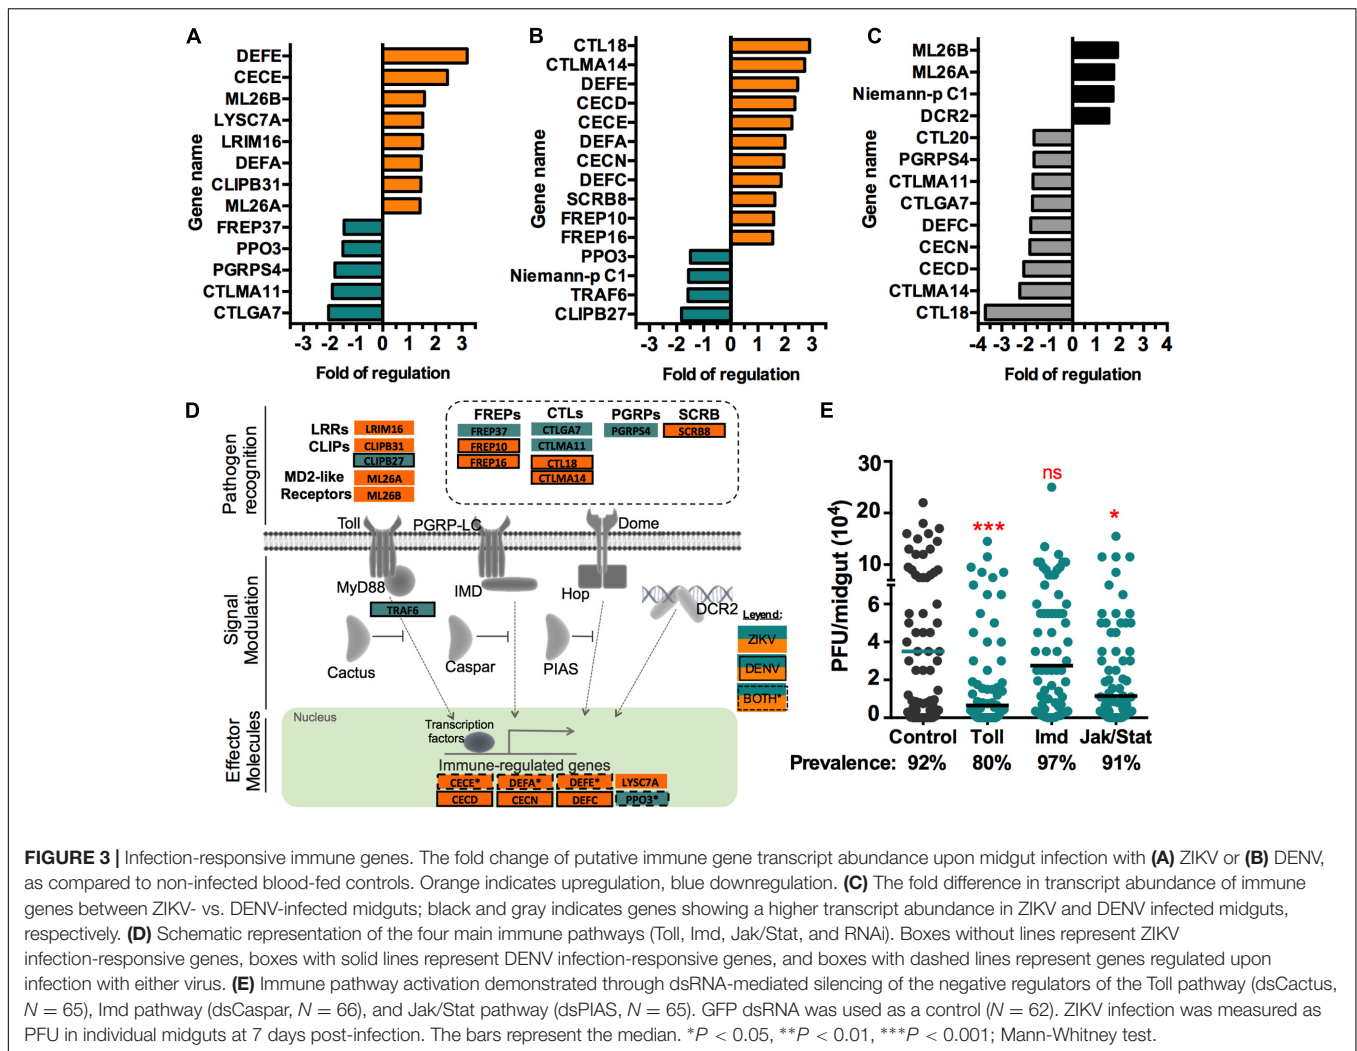 A
DEFE
CECE
ML26B
LYSC7A
LRIM16
DEFA
CLIPB31
ML26A
FREP37
PPO3
PGRPS4
CTLMA11
CTLGA7
Gene name
-3 -2 -1 0 1 2 3
Fold of regulation
B
CTL18
CTLMA14
DEFE
CECD
CECE
DEFA
CECN
DEFC
SCRB8
FREP10
FREP16
PPO3
Niemann-p C1
TRAF6
CLIPB27
Gene name
-3 -2 -1 0 1 2 3
Fold of regulation
C
ML26B
ML26A
Niemann-p C1
DCR2
CTL20
PGRPS4
CTLMA11
CTLGA7
DEFC
CECN
CECD
CTLMA14
CTL18
Gene name
-4 -3 -2 -1 0 1 2 3 4
Fold of regulation
D
Pathogen
recognition
LRRs LRIM16
CLIPs CLIPB31
CLIPB27
MD2-like ML26A
Receptors ML26B
FREPs CTLs PGRPs SCRB
FREP37 CTLGA7 PGRPS4 SCRB8
FREP10 CTLMA11
FREP16 CTL18
CTLMA14
Toll PGRP-LC Dome
Signal
Modulation
MyD88 IMD Hop DCR2
TRAF6
Cactus Caspar PIAS
Leyend:
ZIKV
DENV
BOTH*
Effector
Molecules
Nucleus
Transcription
factors
Immune-regulated genes
CECE* DEFA* DEFE* LYSC7A
CECD CECN DEFC PPO3*
E
PFU/midgut (10⁴)
30
20
10
6
4
2
0
*** ns *
Control Toll Imd Jak/Stat
Prevalence: 92% 80% 97% 91%
FIGURE 3 | Infection-responsive immune genes. The fold change of putative immune gene transcript abundance upon midgut infection with (A) ZIKV or (B) DENV,
as compared to non-infected blood-fed controls. Orange indicates upregulation, blue downregulation. (C) The fold difference in transcript abundance of immune
genes between ZIKV- vs. DENV-infected midguts; black and gray indicates genes showing a higher transcript abundance in ZIKV and DENV infected midguts,
respectively. (D) Schematic representation of the four main immune pathways (Toll, Imd, Jak/Stat, and RNAi). Boxes without lines represent ZIKV
infection-responsive genes, boxes with solid lines represent DENV infection-responsive genes, and boxes with dashed lines represent genes regulated upon
infection with either virus. (E) Immune pathway activation demonstrated through dsRNA-mediated silencing of the negative regulators of the Toll pathway (dsCactus,
N = 65), Imd pathway (dsCaspar, N = 66), and Jak/Stat pathway (dsPIAS, N = 65). GFP dsRNA was used as a control (N = 62). ZIKV infection was measured as
PFU in individual midguts at 7 days post-infection. The bars represent the median. *P < 0.05, **P < 0.01, ***P < 0.001; Mann-Whitney test.